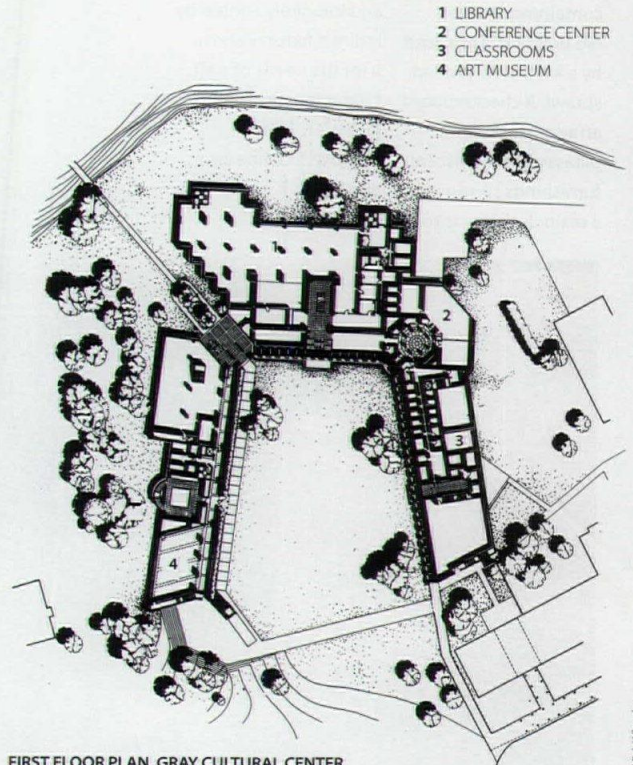 1 LIBRARY
2 CONFERENCE CENTER
3 CLASSROOMS
4 ART MUSEUM
1
2
3
4
FIRST FLOOR PLAN, GRAY CULTURAL CENTER